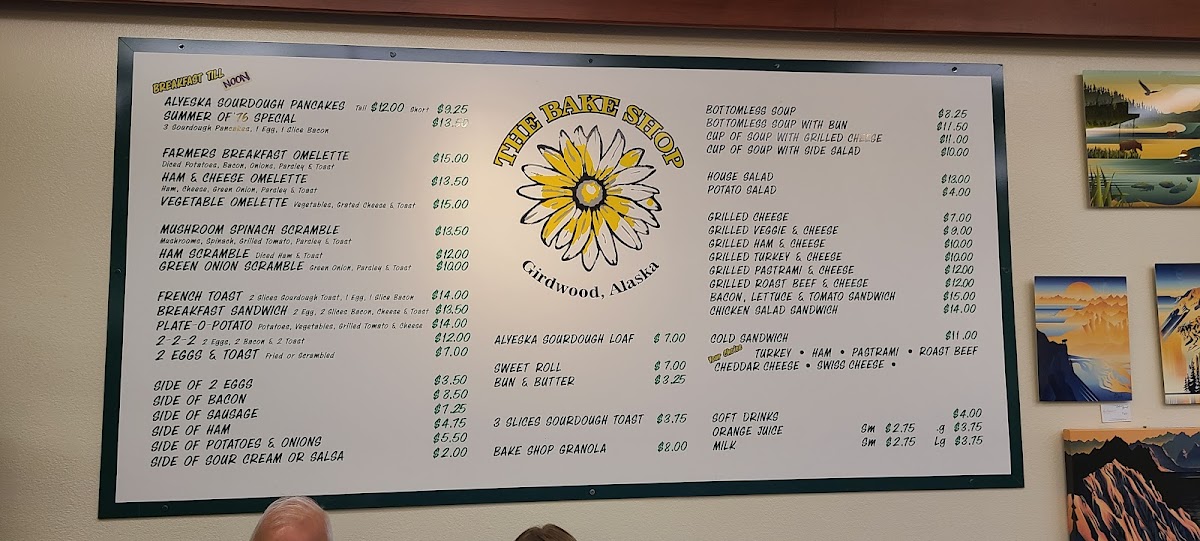 BREAKFAST TILL NOON
ALYESKA SOURDOUGH PANCAKES Tall $12.00 Short $9.25
SUMMER OF '76 SPECIAL $13.50
3 Sourdough Pancakes, 1 Egg, 1 Slice Bacon
FARMERS BREAKFAST OMELETTE $15.00
Diced Potatoes, Bacon, Onions, Parsley & Toast
HAM & CHEESE OMELETTE $13.50
Ham, Cheese, Green Onion, Parsley & Toast
VEGETABLE OMELETTE Vegetables, Grated Cheese & Toast $15.00
MUSHROOM SPINACH SCRAMBLE $13.50
Mushrooms, Spinach, Grilled Tomato, Parsley & Toast
HAM SCRAMBLE Diced Ham & Toast $12.00
GREEN ONION SCRAMBLE Green Onion, Parsley & Toast $10.00
FRENCH TOAST 2 Slices Sourdough Toast, 1 Egg, 1 Slice Bacon $14.00
BREAKFAST SANDWICH 2 Egg, 2 Slices Bacon, Cheese & Toast $13.50
PLATE-O-POTATO Potatoes, Vegetables, Grilled Tomato & Cheese $14.00
2-2-2 2 Eggs, 2 Bacon & 2 Toast $12.00
2 EGGS & TOAST Fried or Scrambled $7.00
SIDE OF 2 EGGS $3.50
SIDE OF BACON $8.50
SIDE OF SAUSAGE $7.25
SIDE OF HAM $4.75
SIDE OF POTATOES & ONIONS $5.50
SIDE OF SOUR CREAM OR SALSA $2.00
THE BAKE SHOP
Girdwood, Alaska
ALYESKA SOURDOUGH LOAF $7.00
SWEET ROLL $7.00
BUN & BUTTER $3.25
3 SLICES SOURDOUGH TOAST $3.75
BAKE SHOP GRANOLA $8.00
BOTTOMLESS SOUP $8.25
BOTTOMLESS SOUP WITH BUN $11.50
CUP OF SOUP WITH GRILLED CHEESE $11.00
CUP OF SOUP WITH SIDE SALAD $10.00
HOUSE SALAD $13.00
POTATO SALAD $4.00
GRILLED CHEESE $7.00
GRILLED VEGGIE & CHEESE $9.00
GRILLED HAM & CHEESE $10.00
GRILLED TURKEY & CHEESE $10.00
GRILLED PASTRAMI & CHEESE $12.00
GRILLED ROAST BEEF & CHEESE $12.00
BACON, LETTUCE & TOMATO SANDWICH $15.00
CHICKEN SALAD SANDWICH $14.00
COLD SANDWICH $11.00
Your Choice TURKEY • HAM • PASTRAMI • ROAST BEEF
CHEDDAR CHEESE • SWISS CHEESE •
SOFT DRINKS $4.00
ORANGE JUICE Sm $2.75 .g $3.75
MILK Sm $2.75 Lg $3.75